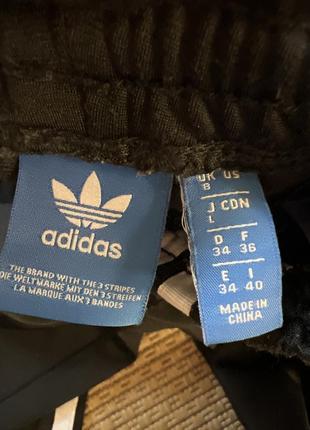 adidas
THE BRAND WITH THE 3 STRIPES
DIE WELTMARKE MIT DEN 3 STREIFEN
LA MARQUE AUX 3 BANDES
UK US
8
J CDN
L
D F
34 36
E I
34 40
MADE IN
CHINA